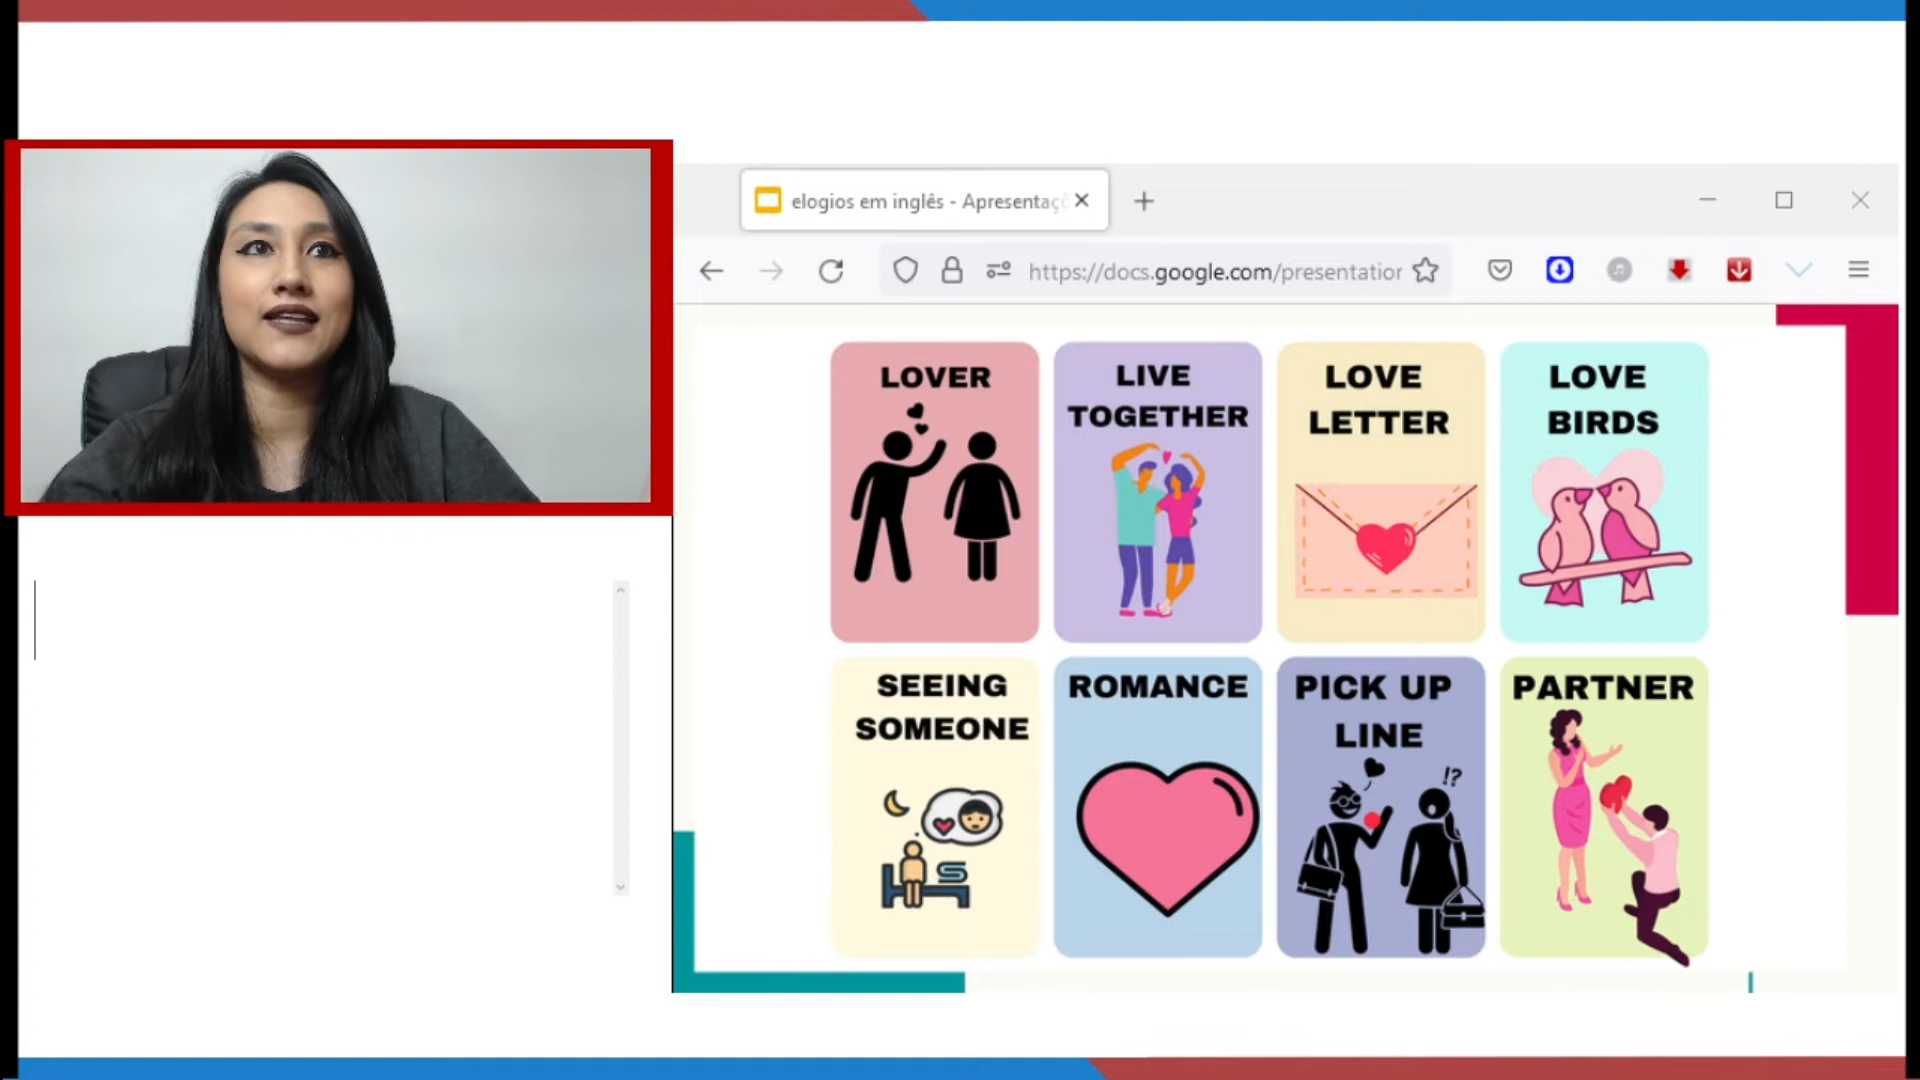 elogios em inglês - Apresentaç
https://docs.google.com/presentation
LOVER
LIVE
TOGETHER
LOVE
LETTER
LOVE
BIRDS
SEEING
SOMEONE
ROMANCE
PICK UP
LINE
!?
PARTNER